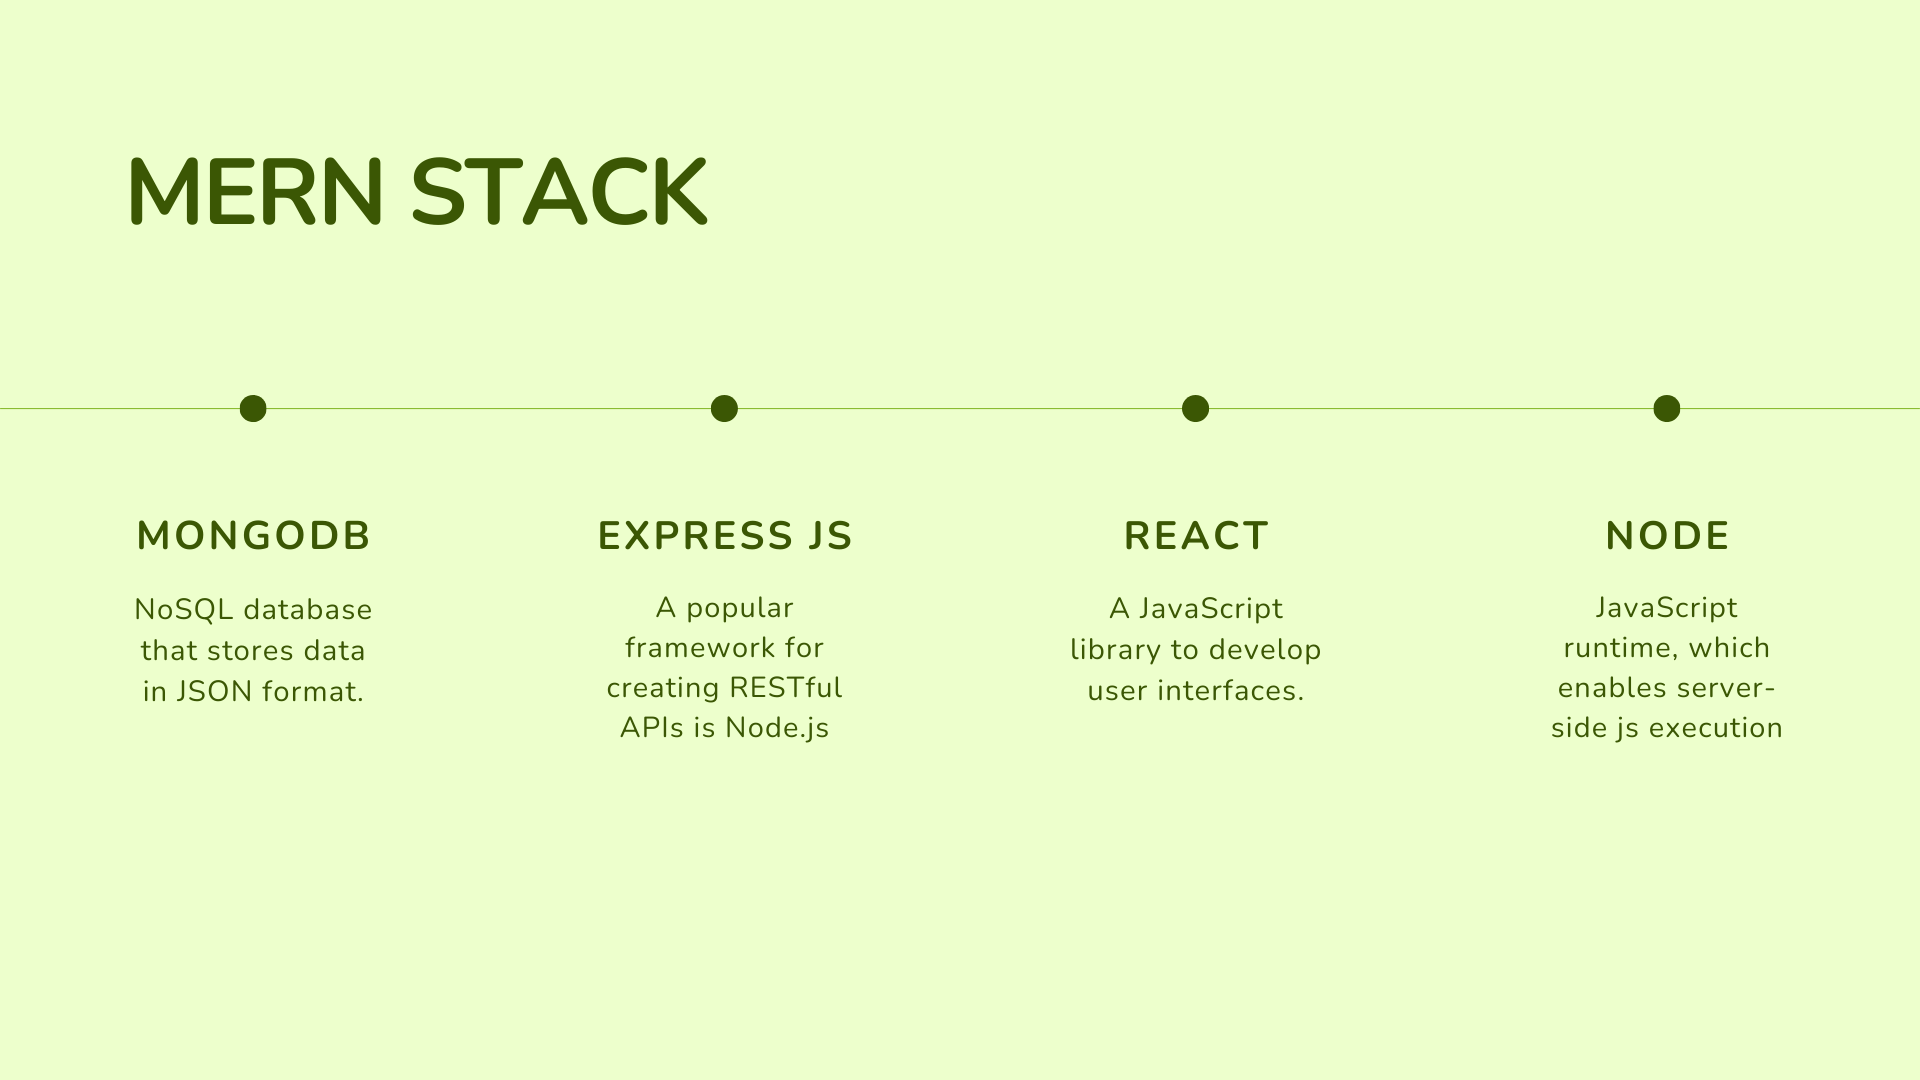 MERN STACK
MONGODB
NoSQL database
that stores data
in JSON format.
EXPRESS JS
A popular
framework for
creating RESTful
APIs is Node.js
REACT
A JavaScript
library to develop
user interfaces.
NODE
JavaScript
runtime, which
enables server-
side js execution